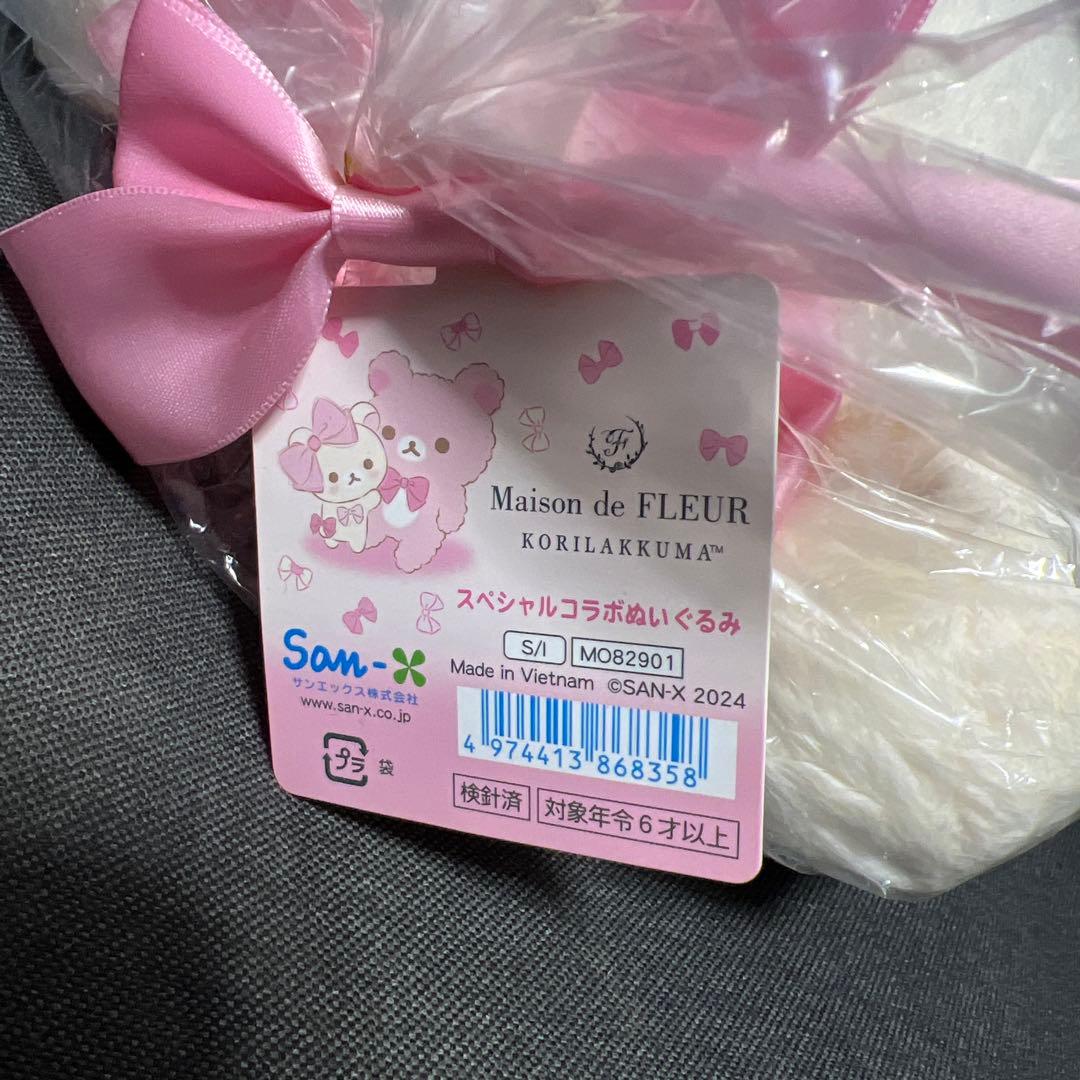 F
Maison de FLEUR
KORILAKKUMA™
スペシャルコラボぬいぐるみ
S/I MO82901
Made in Vietnam ©SAN-X 2024
San-X
サンエックス株式会社
www.san-x.co.jp
4 974413 868358
プラ 袋
検針済 対象年令6才以上